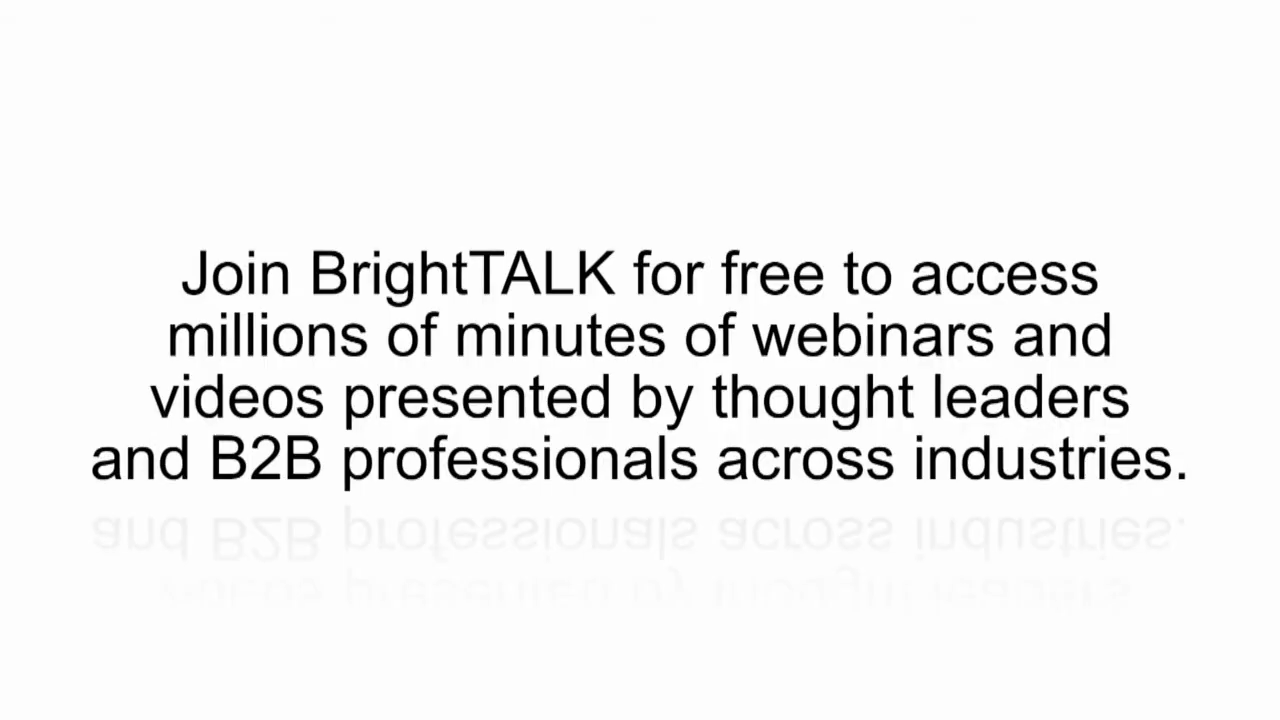 Join BrightTALK for free to access
millions of minutes of webinars and
videos presented by thought leaders
and B2B professionals across industries.